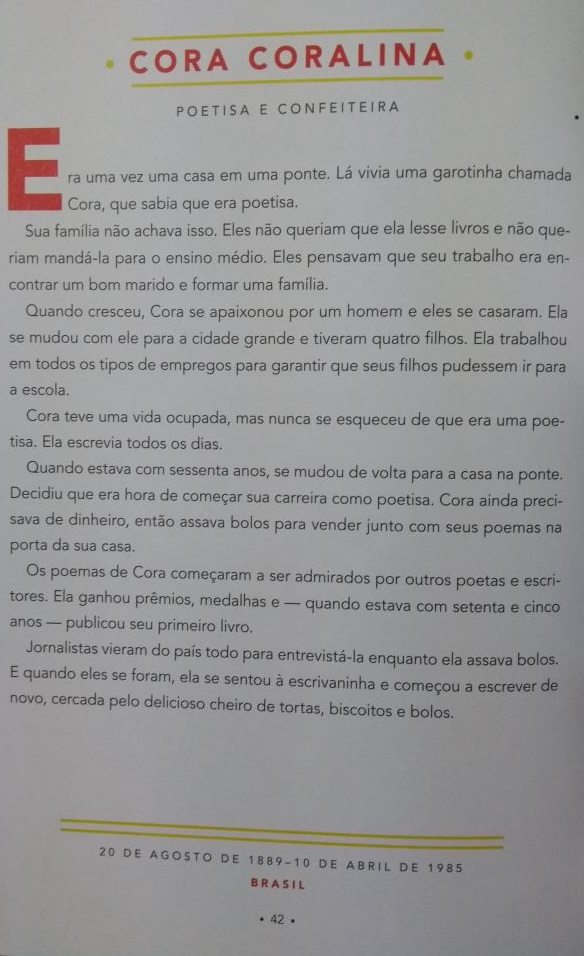 • CORA CORALINA •
POETISA E CONFEITEIRA
Era uma vez uma casa em uma ponte. Lá vivia uma garotinha chamada
Cora, que sabia que era poetisa.
Sua família não achava isso. Eles não queriam que ela lesse livros e não que-
riam mandá-la para o ensino médio. Eles pensavam que seu trabalho era en-
contrar um bom marido e formar uma família.
Quando cresceu, Cora se apaixonou por um homem e eles se casaram. Ela
se mudou com ele para a cidade grande e tiveram quatro filhos. Ela trabalhou
em todos os tipos de empregos para garantir que seus filhos pudessem ir para
a escola.
Cora teve uma vida ocupada, mas nunca se esqueceu de que era uma poe-
tisa. Ela escrevia todos os dias.
Quando estava com sessenta anos, se mudou de volta para a casa na ponte.
Decidiu que era hora de começar sua carreira como poetisa. Cora ainda preci-
sava de dinheiro, então assava bolos para vender junto com seus poemas na
porta da sua casa.
Os poemas de Cora começaram a ser admirados por outros poetas e escri-
tores. Ela ganhou prêmios, medalhas e — quando estava com setenta e cinco
anos — publicou seu primeiro livro.
Jornalistas vieram do país todo para entrevistá-la enquanto ela assava bolos.
E quando eles se foram, ela se sentou à escrivaninha e começou a escrever de
novo, cercada pelo delicioso cheiro de tortas, biscoitos e bolos.
20 DE AGOSTO DE 1889–10 DE ABRIL DE 1985
BRASIL
• 42 •